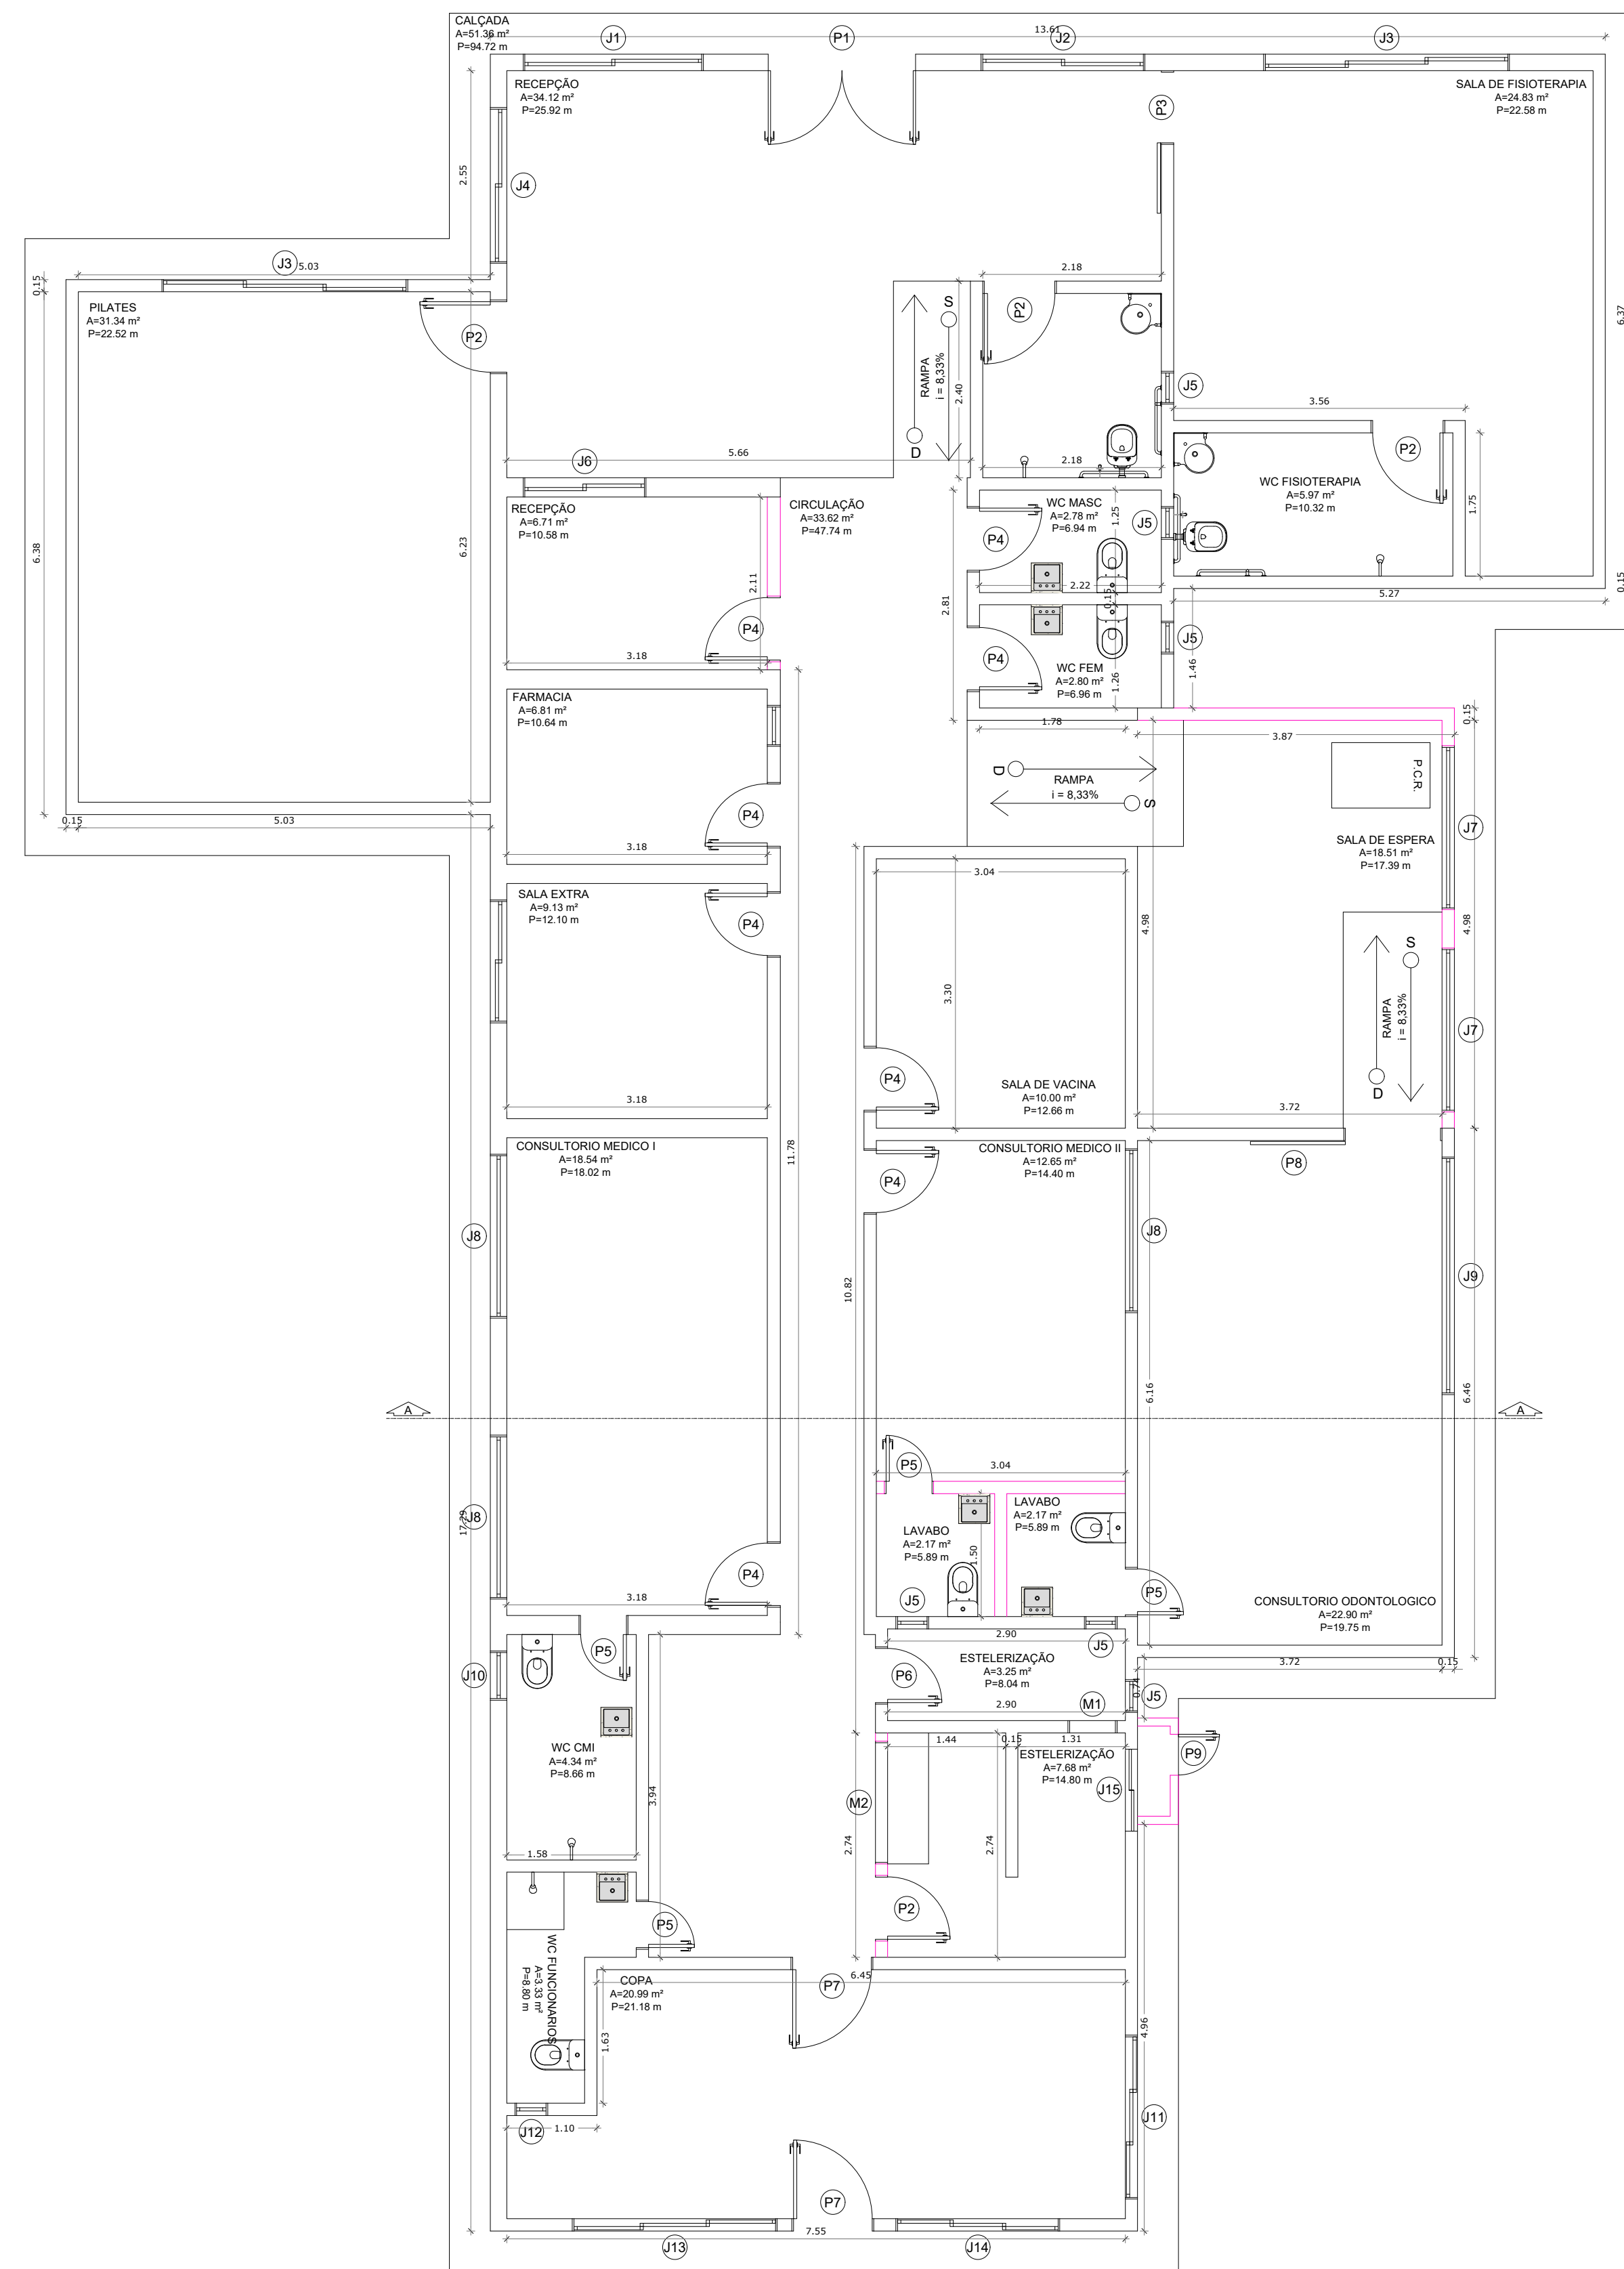 CALÇADA
A=51.36 m²
P=94.72 m
13.61
J1
P1
J2
J3
RECEPÇÃO
A=34.12 m²
P=25.92 m
SALA DE FISIOTERAPIA
A=24.83 m²
P=22.58 m
P3
2.55
J4
J3
5.03
0.15
2.18
PILATES
A=31.34 m²
P=22.52 m
P2
S
RAMPA
i = 8,33%
D
2.40
P2
6.37
J5
3.56
5.66
J6
2.18
P2
WC FISIOTERAPIA
A=5.97 m²
P=10.32 m
1.75
RECEPÇÃO
A=6.71 m²
P=10.58 m
CIRCULAÇÃO
A=33.62 m²
P=47.74 m
WC MASC
A=2.78 m²
P=6.94 m
1.25
J5
P4
6.38
6.23
2.11
2.22
0.15
2.81
0.15
5.27
P4
3.18
P4
WC FEM
A=2.80 m²
P=6.96 m
1.26
J5
1.46
FARMACIA
A=6.81 m²
P=10.64 m
1.78
0.15
3.87
D
RAMPA
i = 8,33%
S
P.C.R.
P4
0.15
5.03
3.18
J7
SALA DE ESPERA
A=18.51 m²
P=17.39 m
3.04
SALA EXTRA
A=9.13 m²
P=12.10 m
P4
4.98
4.98
S
RAMPA
i = 8,33%
D
3.30
J7
P4
SALA DE VACINA
A=10.00 m²
P=12.66 m
3.18
3.72
CONSULTORIO MEDICO I
A=18.54 m²
P=18.02 m
11.78
CONSULTORIO MEDICO II
A=12.65 m²
P=14.40 m
P4
P8
J8
J8
J9
10.82
6.16
6.46
A
A
3.04
P5
J8
17.29
LAVABO
A=2.17 m²
P=5.89 m
LAVABO
A=2.17 m²
P=5.89 m
1.50
P4
P5
3.18
J5
CONSULTORIO ODONTOLOGICO
A=22.90 m²
P=19.75 m
2.90
J5
P5
ESTELERIZAÇÃO
A=3.25 m²
P=8.04 m
3.72
0.15
J10
P6
0.74
J5
2.90
M1
WC CMI
A=4.34 m²
P=8.66 m
1.44
0.15
1.31
ESTELERIZAÇÃO
A=7.68 m²
P=14.80 m
P9
3.94
M2
J15
2.74
2.74
1.58
P2
P5
WC FUNCIONARIOS
A=3.33 m²
P=8.80 m
COPA
A=20.99 m²
P=21.18 m
6.45
P7
1.63
4.96
J12
1.10
J11
P7
7.55
J13
J14